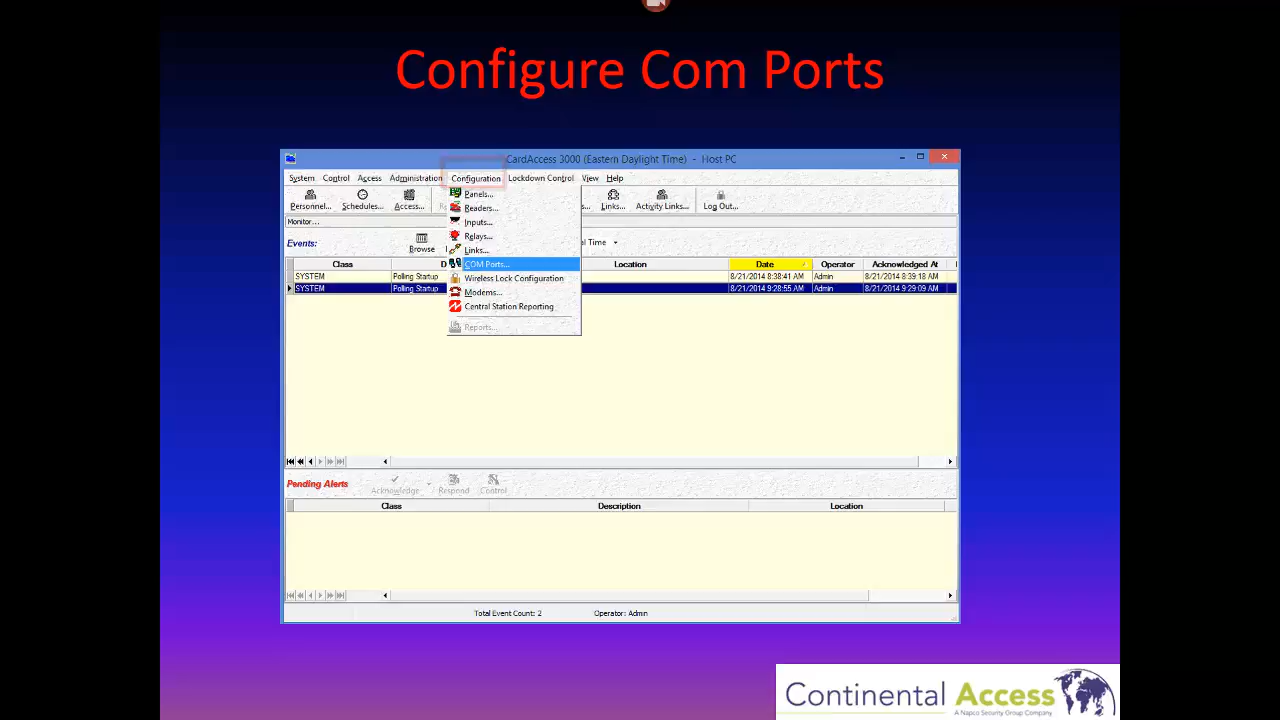 Configure Com Ports
CardAccess 3000 (Eastern Daylight Time) - Host PC
System Control Access Administration Configuration Lockdown Control View Help
Personnel... Schedules... Access... Links... Activity Links... Log Out...
Monitor...
Panels...
Readers...
Inputs...
Relays...
Links...
COM Ports...
Wireless Lock Configuration
Modems...
Central Station Reporting
Reports...
Events: Browse l Time
Class D Location Date Operator Acknowledged At
SYSTEM Polling Startup 8/21/2014 8:38:41 AM Admin 8/21/2014 8:39:18 AM
SYSTEM Polling Startup 8/21/2014 9:28:55 AM Admin 8/21/2014 9:29:09 AM
Pending Alerts Acknowledge Respond Control
Class Description Location
Total Event Count: 2 Operator: Admin
Continental Access
A Napco Security Group Company